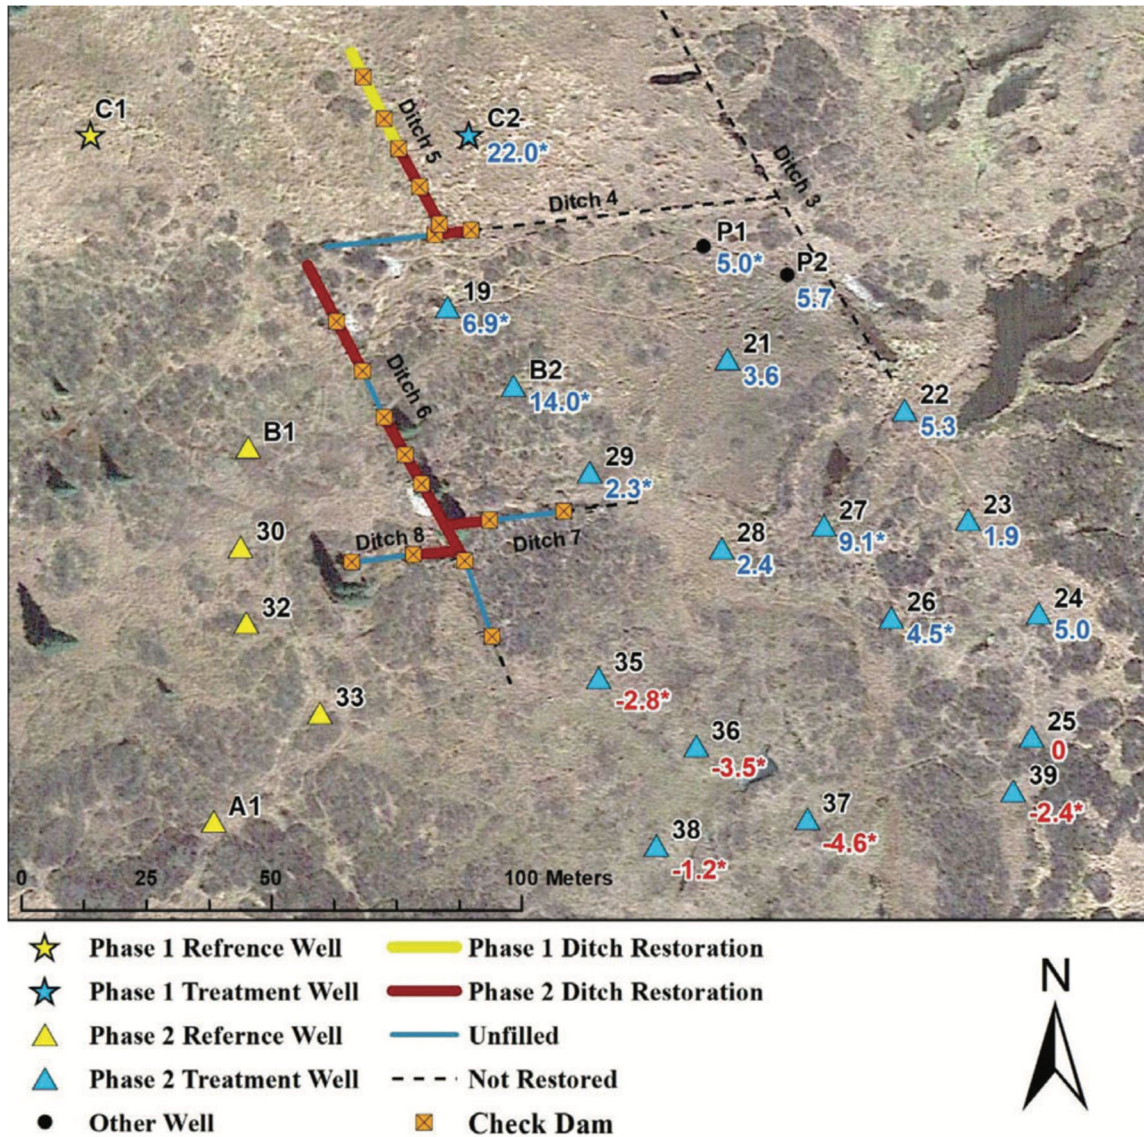 C1
C2
22.0*
Ditch 5
Ditch 3
Ditch 4
P1
5.0*
P2
5.7
19
6.9*
21
3.6
Ditch 6
B2
14.0*
22
5.3
B1
29
2.3*
27
9.1*
23
1.9
30
Ditch 8
Ditch 7
28
2.4
32
26
4.5*
24
5.0
35
-2.8*
33
36
-3.5*
25
0
A1
37
-4.6*
39
-2.4*
38
-1.2*
0 25 50 100 Meters
Phase 1 Refrence Well Phase 1 Ditch Restoration
Phase 1 Treatment Well Phase 2 Ditch Restoration
Phase 2 Refernce Well Unfilled
Phase 2 Treatment Well Not Restored
Other Well Check Dam
N